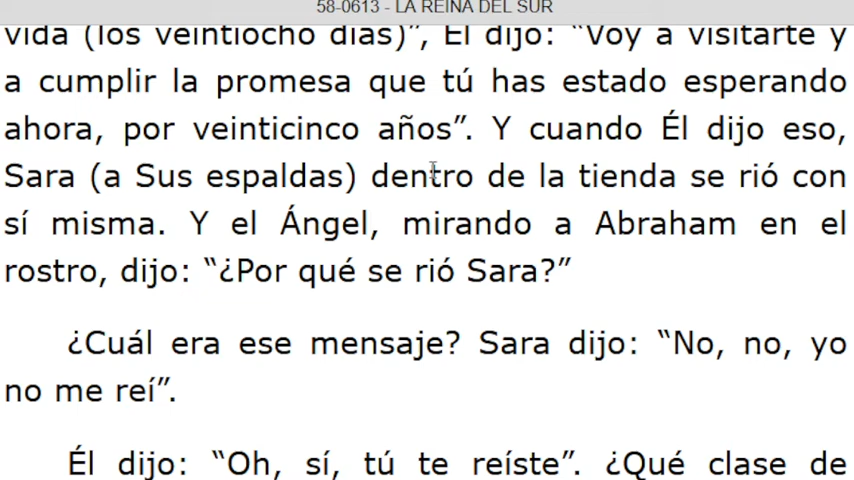 58-0613 - LA REINA DEL SUR
vida (los veintiocho días)”, Él dijo: “Voy a visitarte y
a cumplir la promesa que tú has estado esperando
ahora, por veinticinco años”. Y cuando Él dijo eso,
Sara (a Sus espaldas) dentro de la tienda se rió con
sí misma. Y el Ángel, mirando a Abraham en el
rostro, dijo: “¿Por qué se rió Sara?”
¿Cuál era ese mensaje? Sara dijo: “No, no, yo
no me reí”.
Él dijo: “Oh, sí, tú te reíste”. ¿Qué clase de